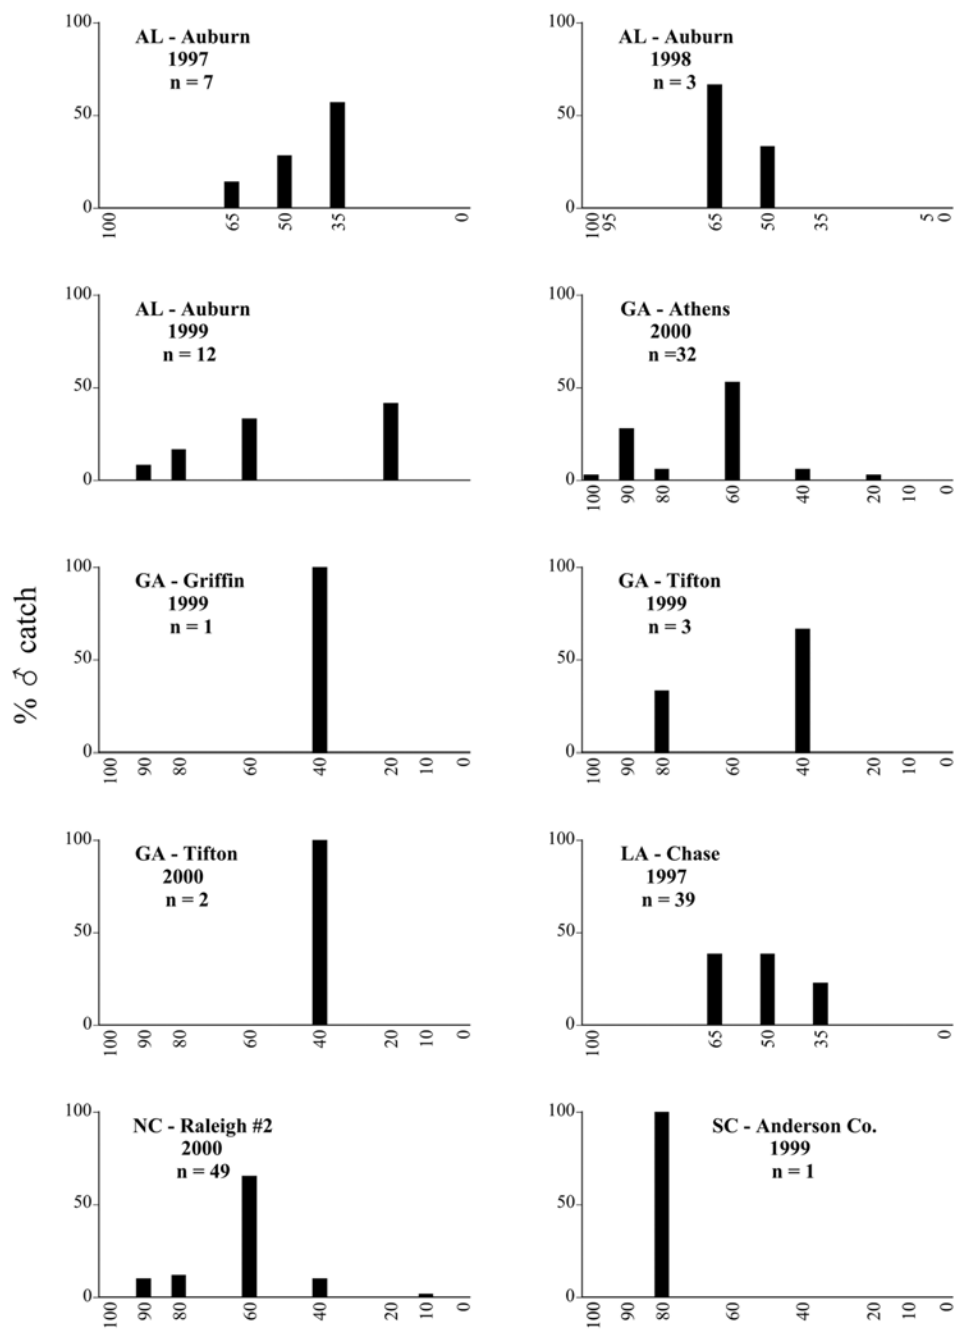 % ♂ catch
AL - Auburn
1997
n = 7
100
50
0
100 65 50 35 0
AL - Auburn
1998
n = 3
100
50
0
100 95 65 50 35 5 0
AL - Auburn
1999
n = 12
100
50
0
GA - Athens
2000
n =32
100
50
0
100 90 80 60 40 20 10 0
GA - Griffin
1999
n = 1
100
50
0
100 90 80 60 40 20 10 0
GA - Tifton
1999
n = 3
100
50
0
100 90 80 60 40 20 10 0
GA - Tifton
2000
n = 2
100
50
0
100 90 80 60 40 20 10 0
LA - Chase
1997
n = 39
100
50
0
100 65 50 35 0
NC - Raleigh #2
2000
n = 49
100
50
0
100 90 80 60 40 20 10 0
SC - Anderson Co.
1999
n = 1
100
50
0
100 90 80 60 40 20 10 0